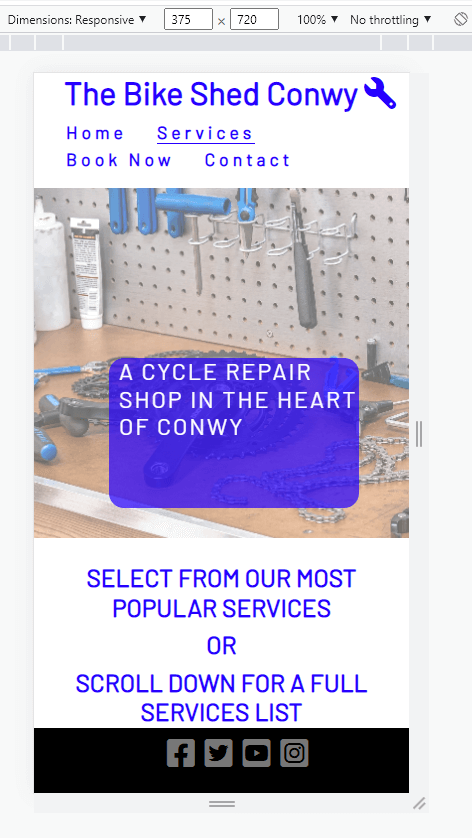 Dimensions: Responsive ▼ 375 × 720 100% ▼ No throttling ▼
The Bike Shed Conwy
Home Services
Book Now Contact
A CYCLE REPAIR
SHOP IN THE HEART
OF CONWY
SELECT FROM OUR MOST
POPULAR SERVICES
OR
SCROLL DOWN FOR A FULL
SERVICES LIST